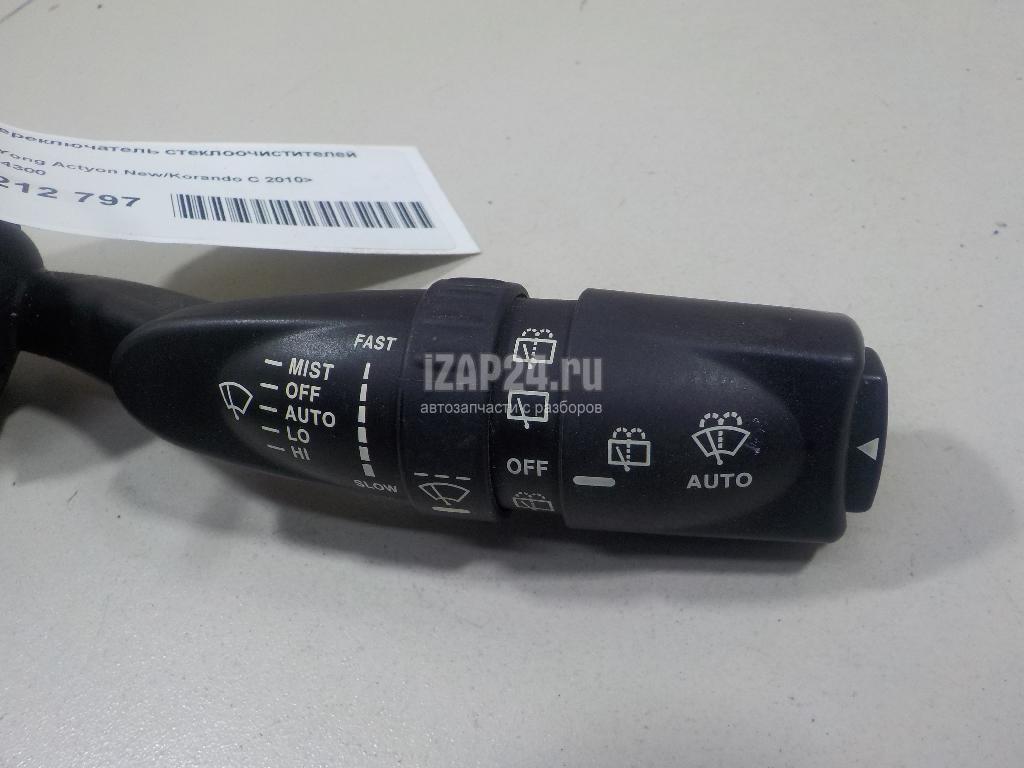 переключатель стеклоочистителей
Yong Actyon New/Korando C 2010>
4300
212 797
FAST
MIST
OFF
AUTO
LO
HI
SLOW
OFF
AUTO
iZAP24.ru
автозапчасти с разборов